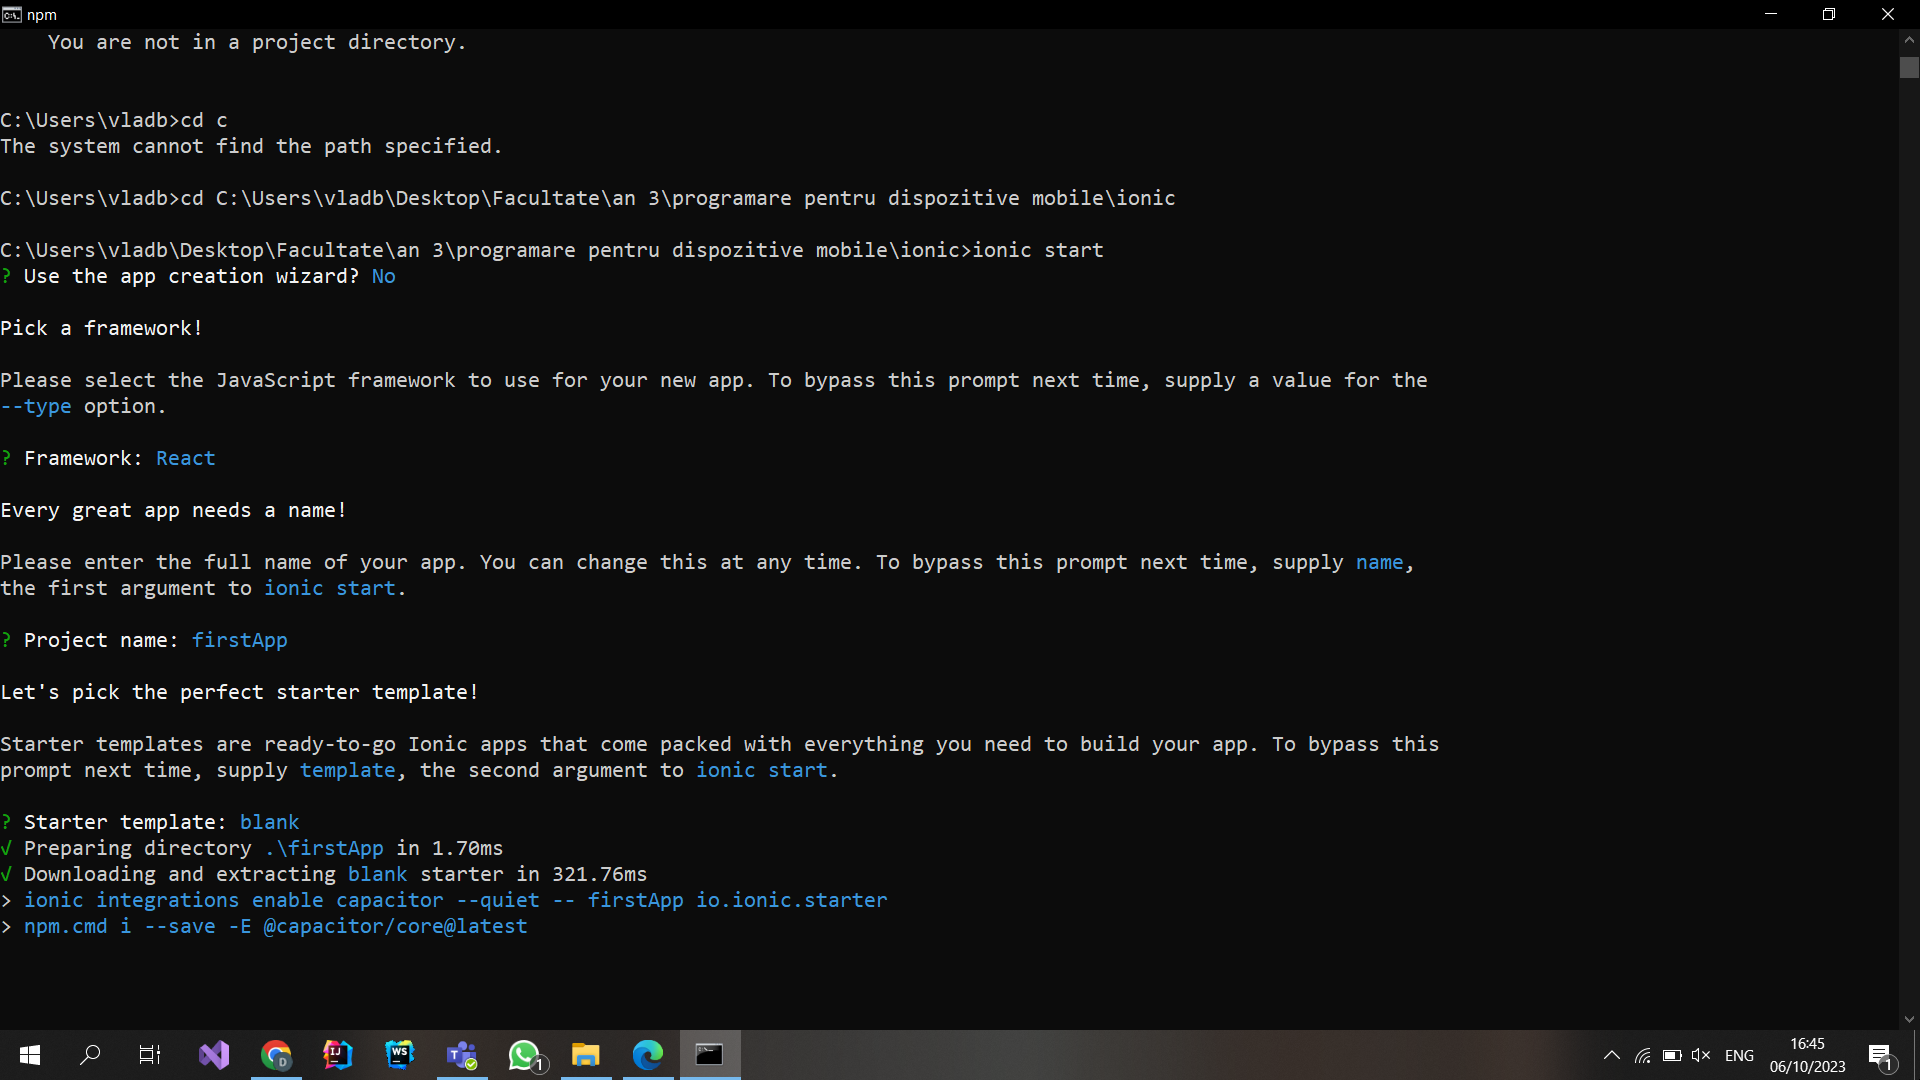 npm
You are not in a project directory.
C:\Users\vladb>cd c
The system cannot find the path specified.
C:\Users\vladb>cd C:\Users\vladb\Desktop\Facultate\an 3\programare pentru dispozitive mobile\ionic
C:\Users\vladb\Desktop\Facultate\an 3\programare pentru dispozitive mobile\ionic>ionic start
? Use the app creation wizard? No
Pick a framework!
Please select the JavaScript framework to use for your new app. To bypass this prompt next time, supply a value for the
--type option.
? Framework: React
Every great app needs a name!
Please enter the full name of your app. You can change this at any time. To bypass this prompt next time, supply name,
the first argument to ionic start.
? Project name: firstApp
Let's pick the perfect starter template!
Starter templates are ready-to-go Ionic apps that come packed with everything you need to build your app. To bypass this
prompt next time, supply template, the second argument to ionic start.
? Starter template: blank
√ Preparing directory .\firstApp in 1.70ms
√ Downloading and extracting blank starter in 321.76ms
> ionic integrations enable capacitor --quiet -- firstApp io.ionic.starter
> npm.cmd i --save -E @capacitor/core@latest
D
IJ
WS
T
1
ENG
16:45
06/10/2023
1